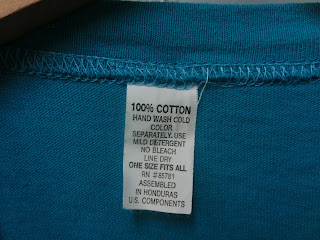 100% COTTON
HAND WASH COLD
COLOR
SEPARATELY. USE
MILD DETERGENT
NO BLEACH
LINE DRY
ONE SIZE FITS ALL
RN # 85781
ASSEMBLED
IN HONDURAS
U.S. COMPONENTS